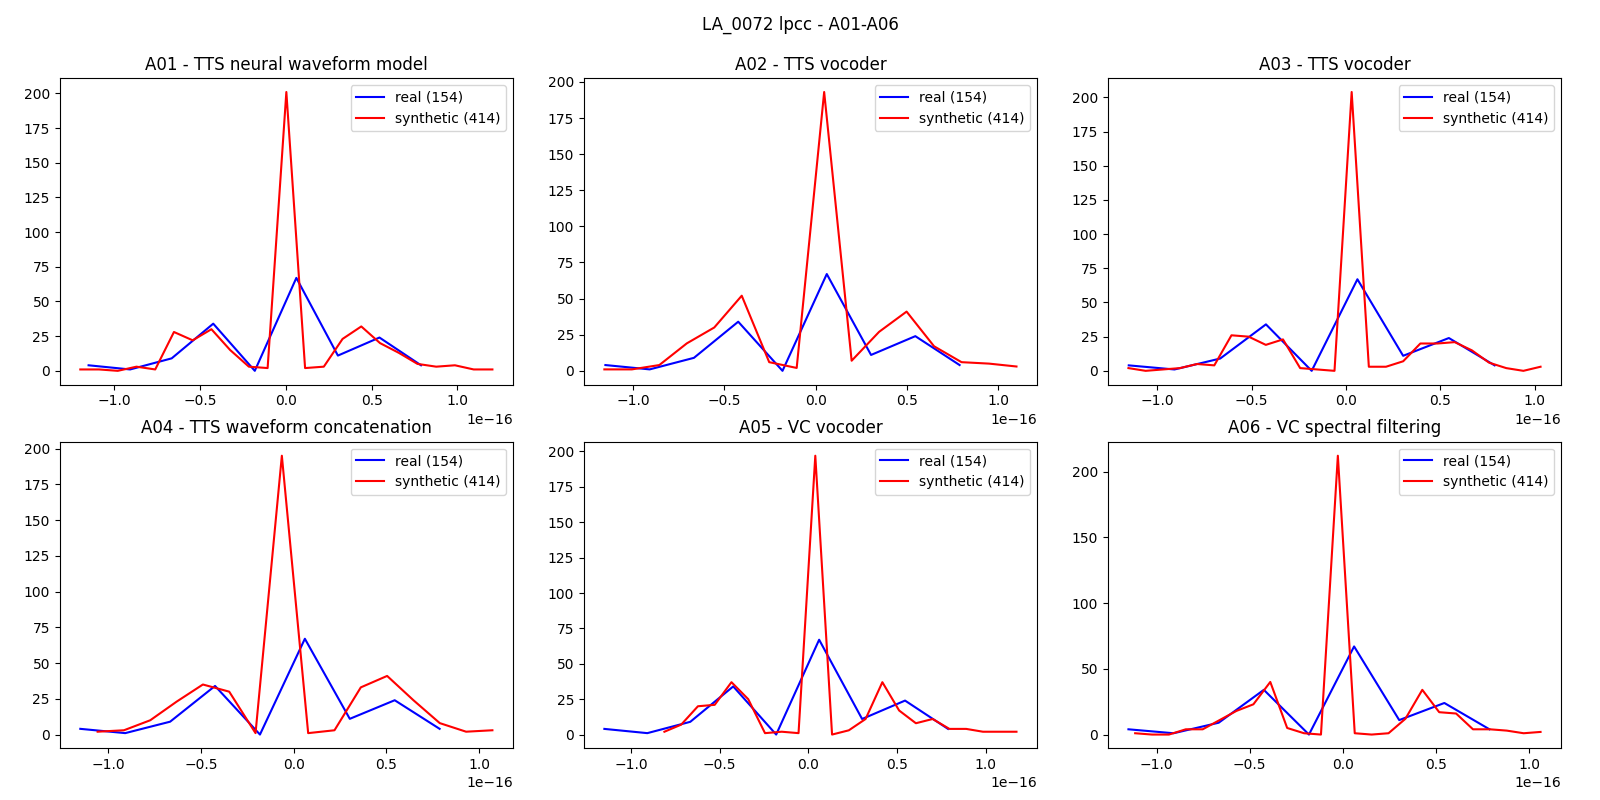 LA_0072 lpcc - A01-A06
A01 - TTS neural waveform model
200
175
150
125
100
75
50
25
0
real (154)
synthetic (414)
−1.0 −0.5 0.0 0.5 1.0
1e−16
A02 - TTS vocoder
200
175
150
125
100
75
50
25
0
real (154)
synthetic (414)
−1.0 −0.5 0.0 0.5 1.0
1e−16
A03 - TTS vocoder
200
175
150
125
100
75
50
25
0
real (154)
synthetic (414)
−1.0 −0.5 0.0 0.5 1.0
1e−16
A04 - TTS waveform concatenation
200
175
150
125
100
75
50
25
0
real (154)
synthetic (414)
−1.0 −0.5 0.0 0.5 1.0
1e−16
A05 - VC vocoder
200
175
150
125
100
75
50
25
0
real (154)
synthetic (414)
−1.0 −0.5 0.0 0.5 1.0
1e−16
A06 - VC spectral filtering
200
150
100
50
0
real (154)
synthetic (414)
−1.0 −0.5 0.0 0.5 1.0
1e−16